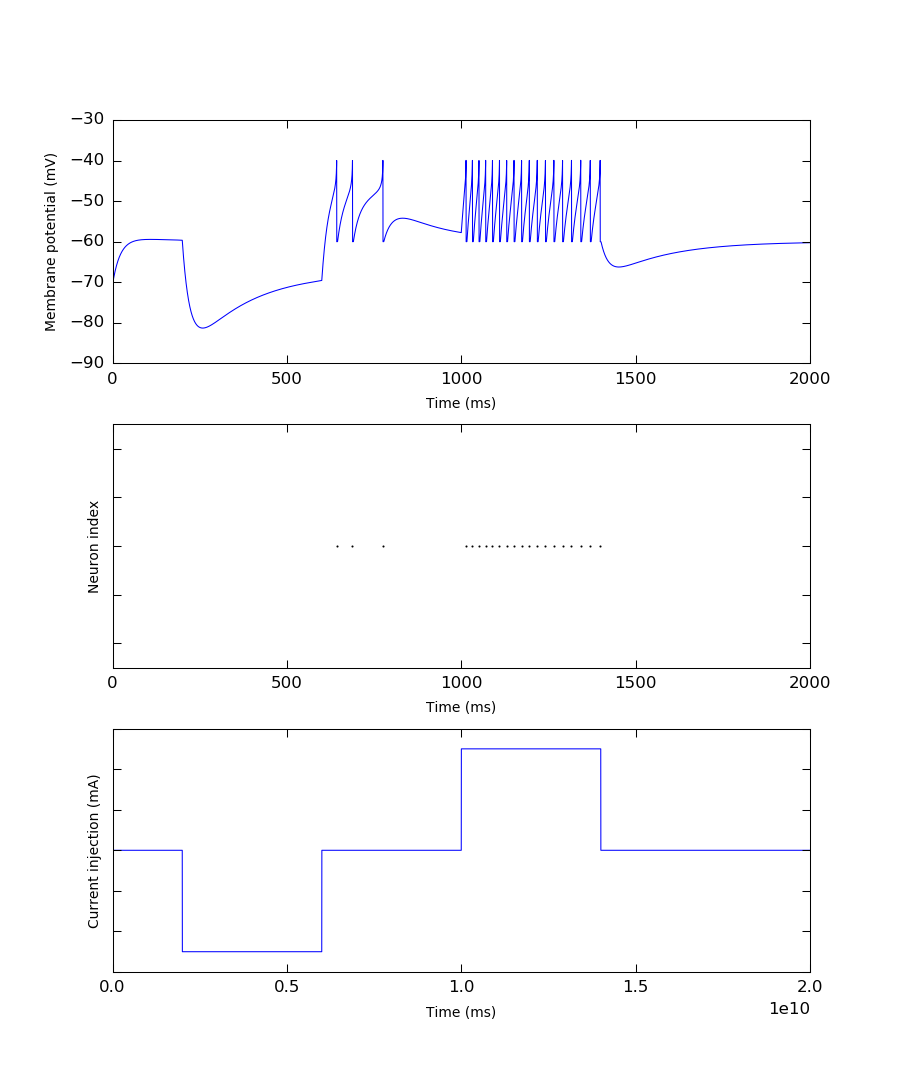 −30
−40
−50
−60
−70
−80
−90
Membrane potential (mV)
0 500 1000 1500 2000
Time (ms)
Neuron index
0 500 1000 1500 2000
Time (ms)
Current injection (mA)
0.0 0.5 1.0 1.5 2.0
1e10
Time (ms)